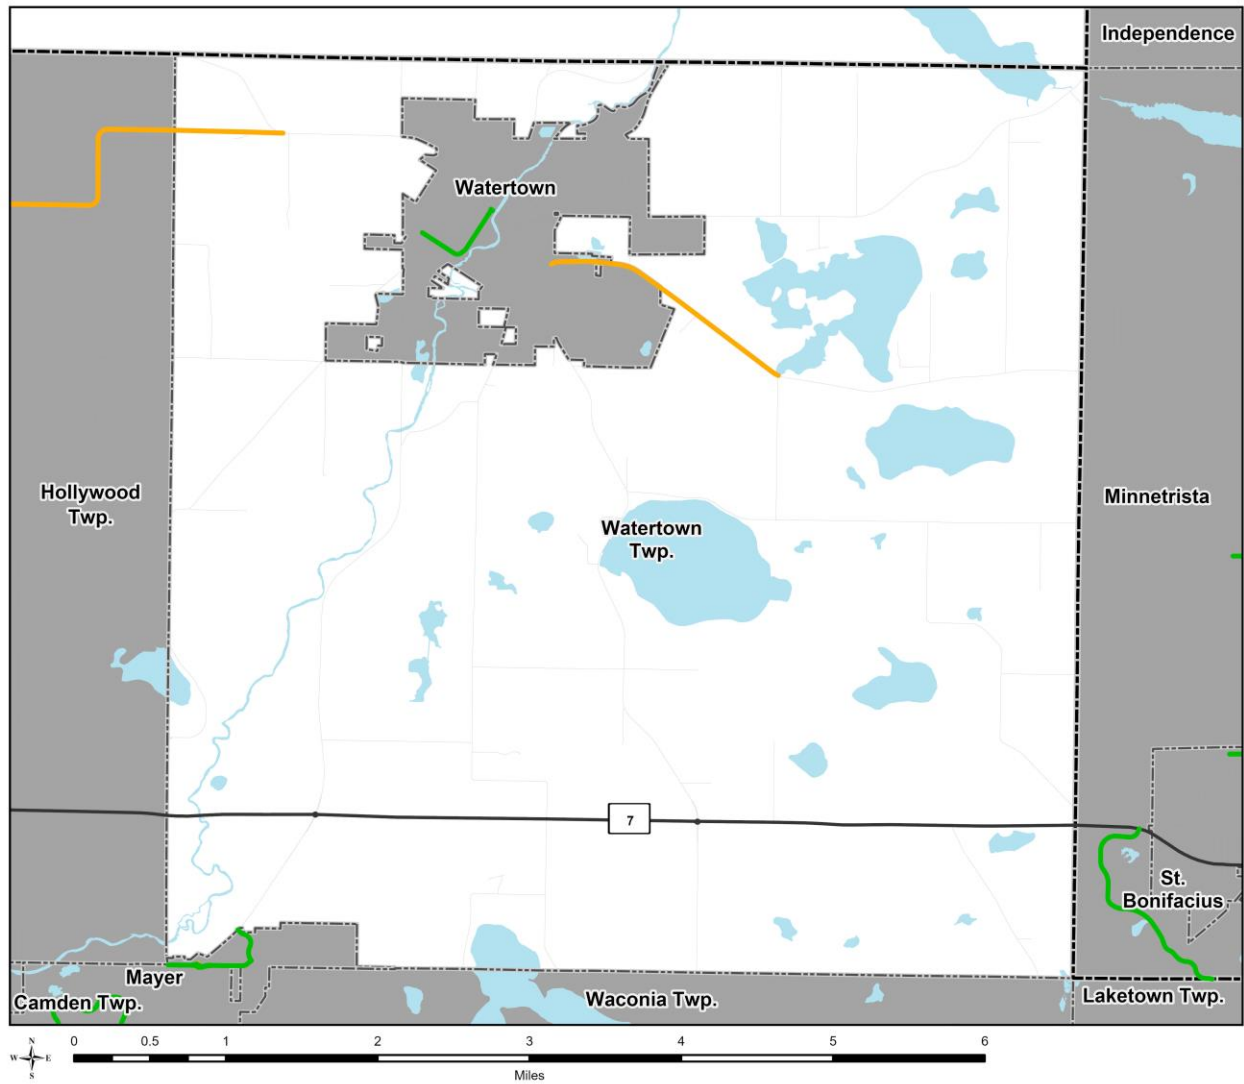 Independence
Watertown
Hollywood
Twp.
Minnetrista
Watertown
Twp.
7
St.
Bonifacius
Mayer
Camden Twp.
Waconia Twp.
Laketown Twp.
N
W E
S
0 0.5 1 2 3 4 5 6
Miles